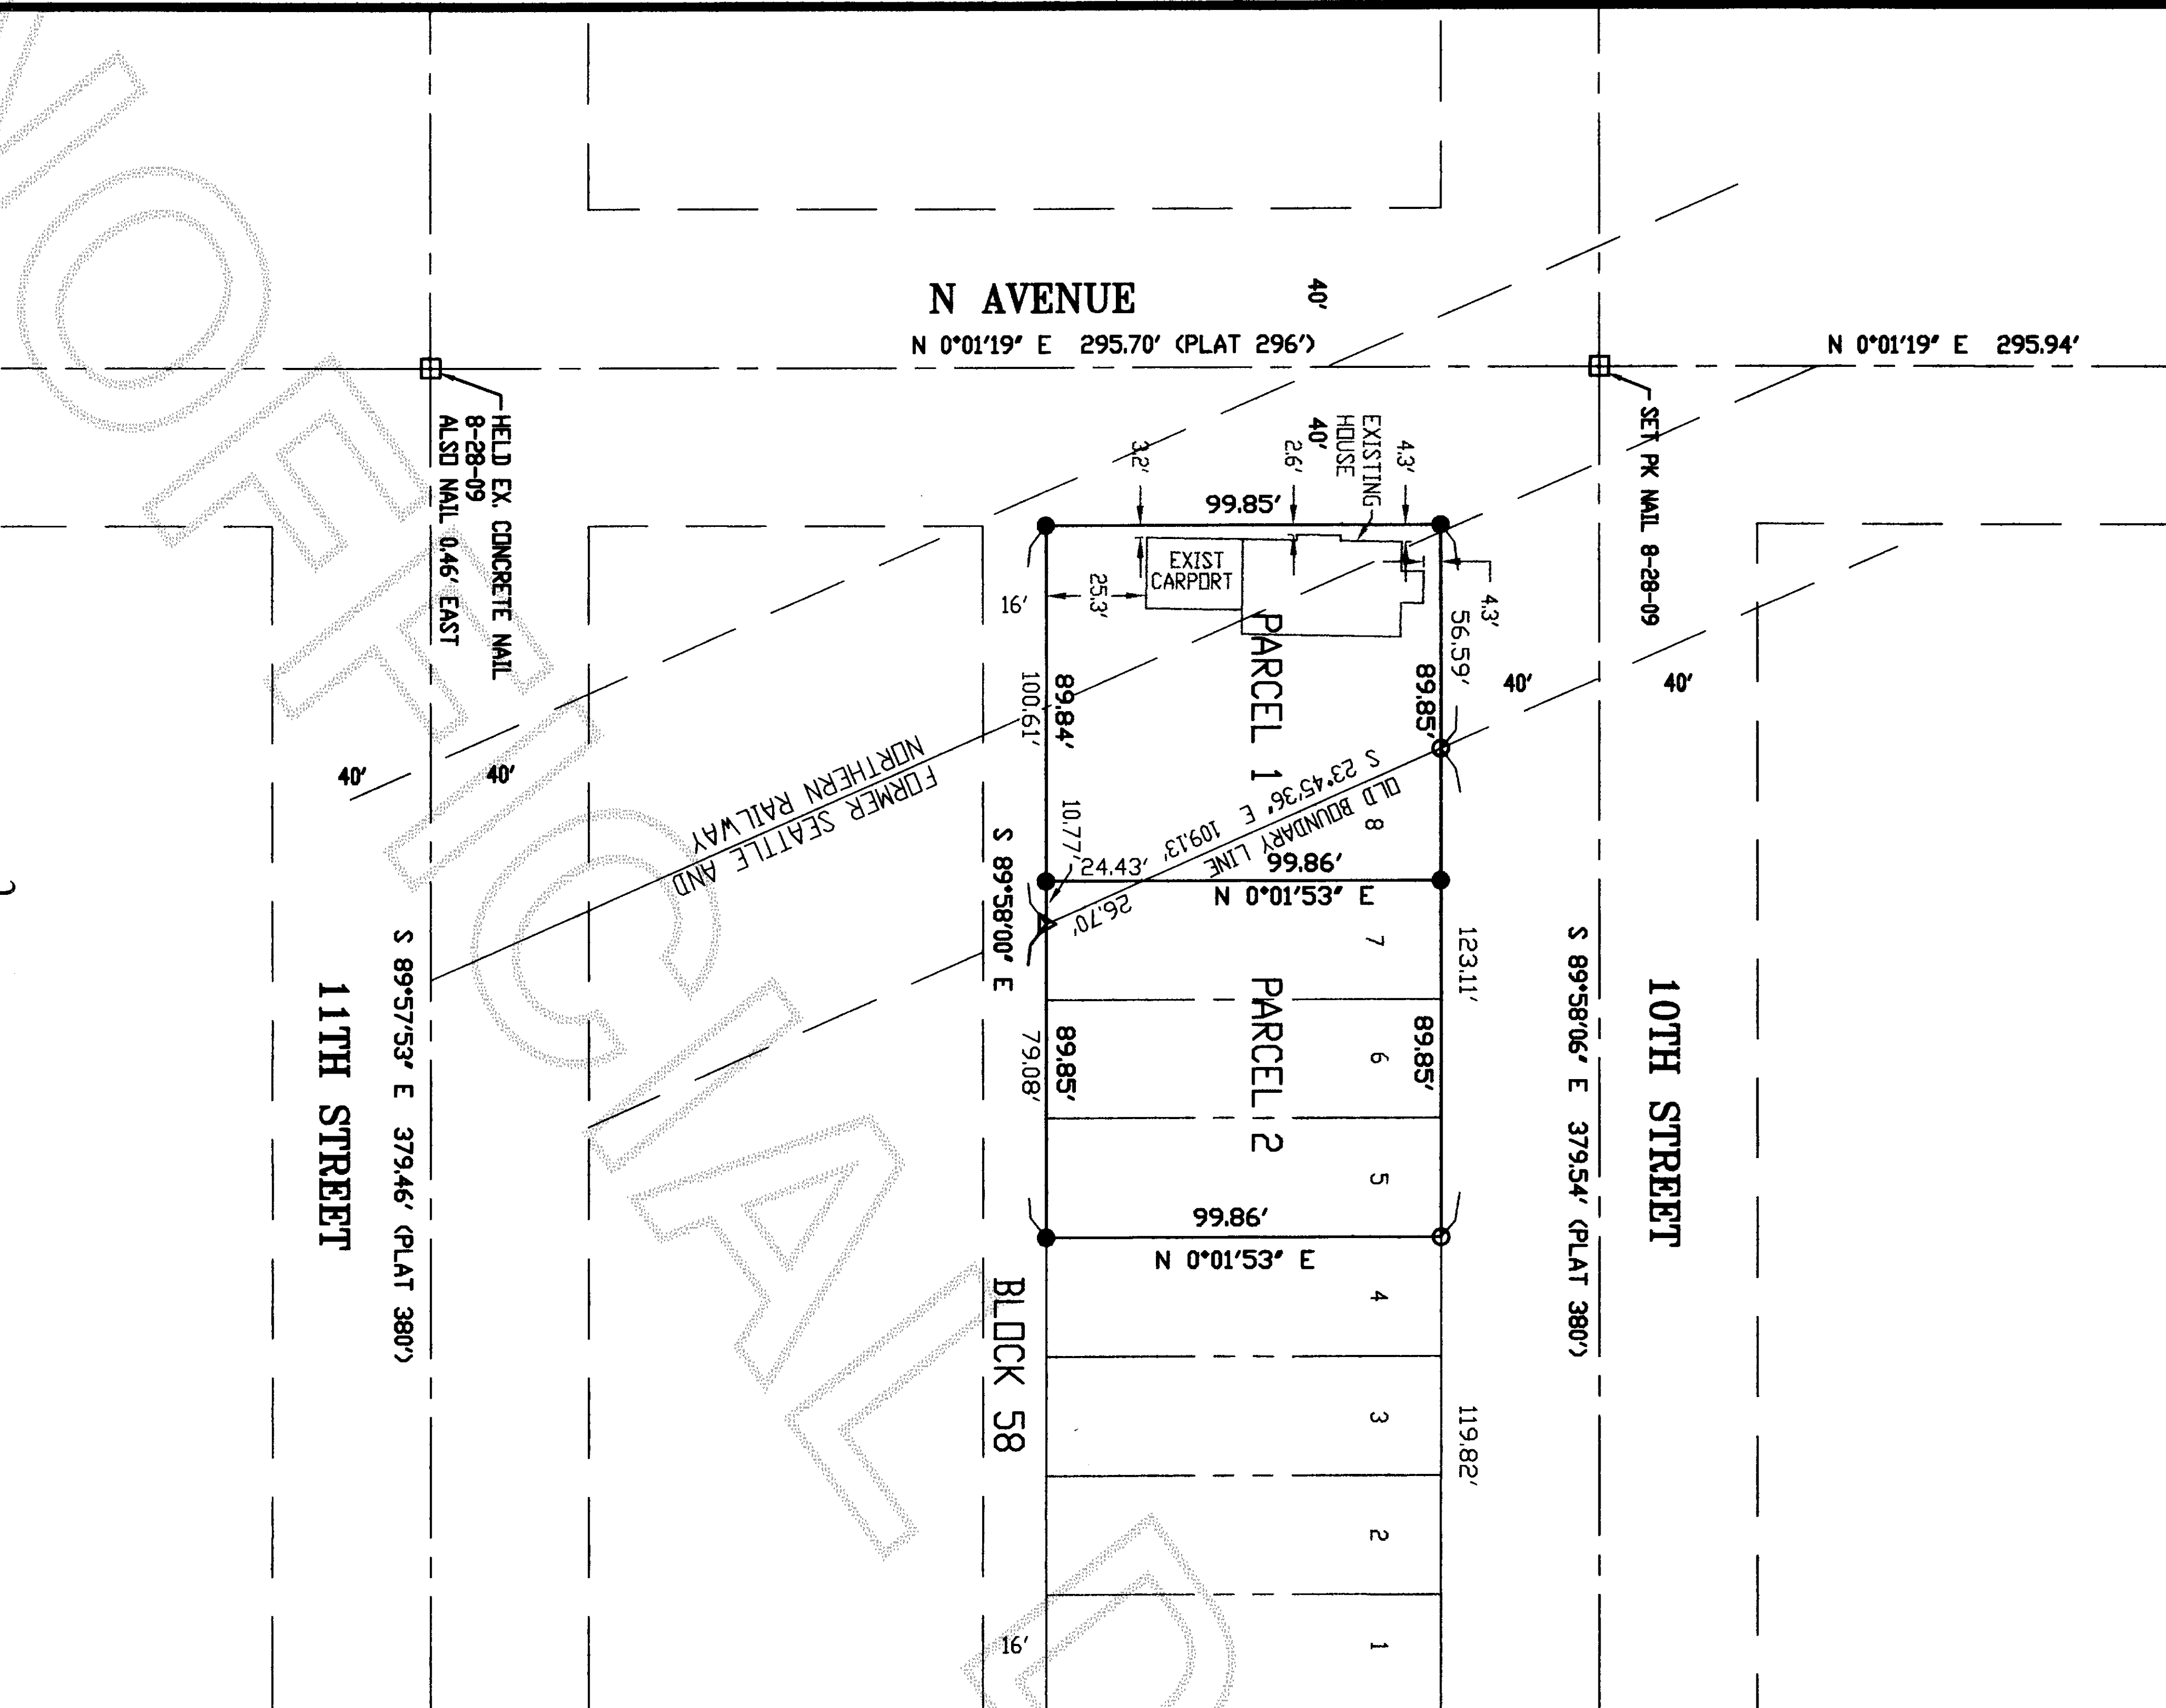 N AVENUE
40'
N 0°01'19" E 295.70' (PLAT 296')
N 0°01'19" E 295.94'
HELD EX. CONCRETE NAIL
8-28-09
ALSO NAIL 0.46' EAST
SET PK NAIL 8-28-09
EXISTING
HOUSE
40'
3.2'
2.6'
4.3'
99.85'
EXIST
CARPORT
25.3'
4.3'
16'
56.59'
PARCEL 1
89.84'
100.61'
89.85'
40'
40'
40'
40'
FORMER SEATTLE AND
NORTHERN RAILWAY
S 23°45'36" E 109.13'
OLD BOUNDARY LINE
8
10.77'
24.43'
99.86'
N 0°01'53" E
26.70'
S 89°58'00" E
7
123.11'
PARCEL 2
6
89.85'
79.08'
89.85'
5
99.86'
N 0°01'53" E
11TH STREET
S 89°57'53" E 379.46' (PLAT 380')
10TH STREET
S 89°58'06" E 379.54' (PLAT 380')
BLOCK 58
4
3
119.82'
2
1
16'
NOFFICIAL D